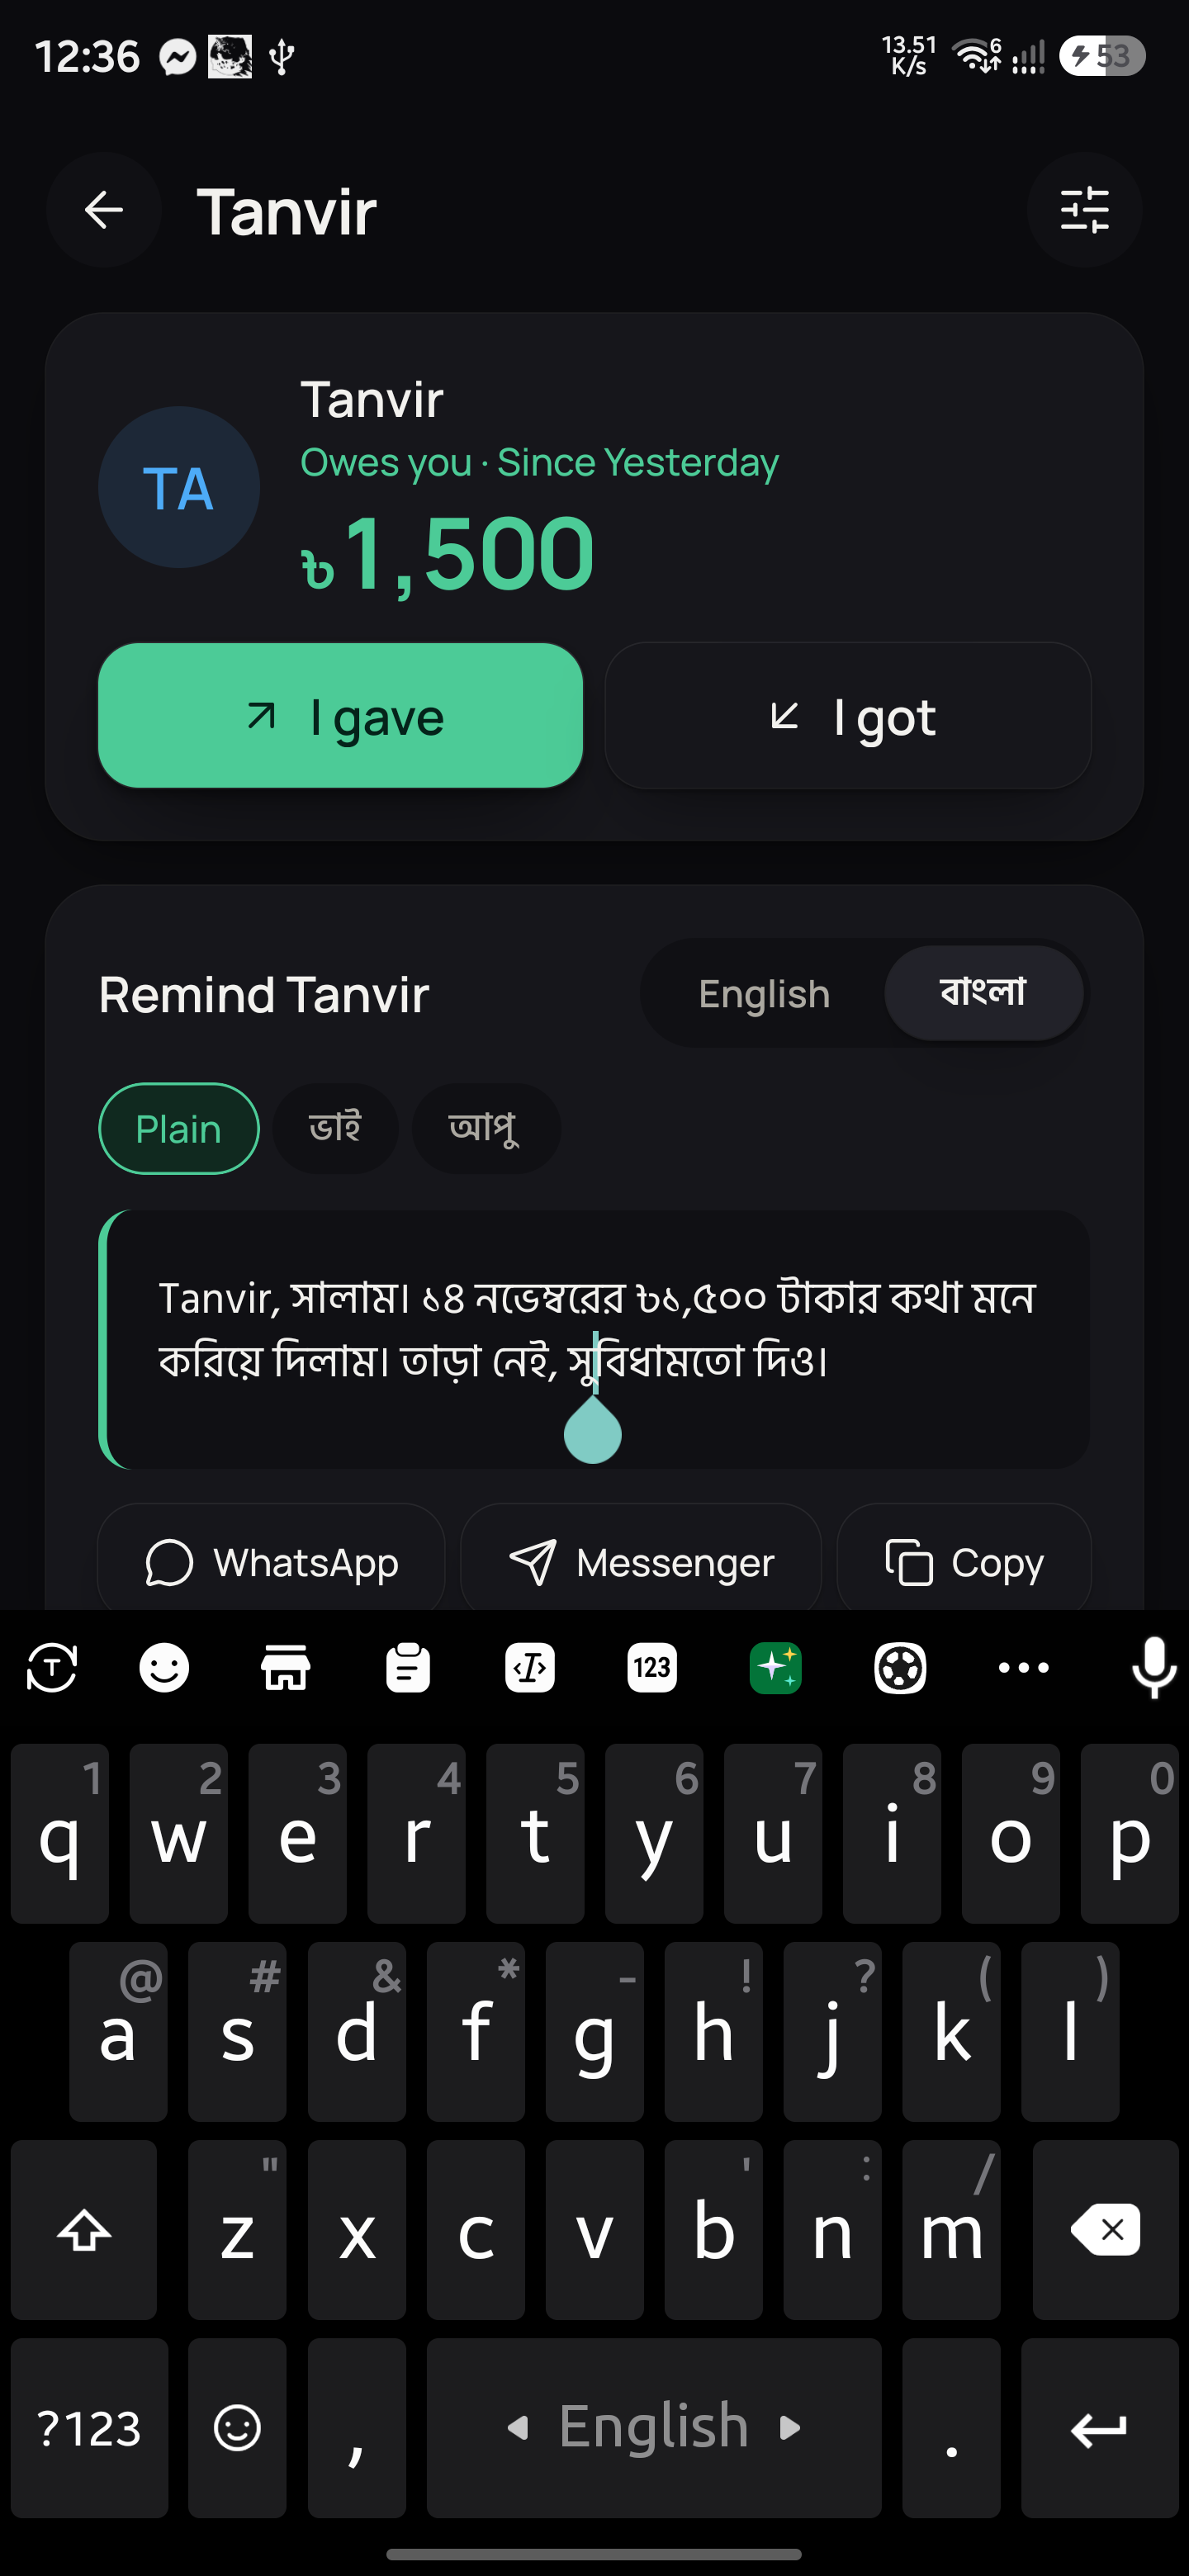 12:36
13.51 K/s
6
53
Tanvir
TA
Tanvir
Owes you · Since Yesterday
৳1,500
I gave
I got
Remind Tanvir
English
বাংলা
Plain
ভাই
আপু
Tanvir, সালাম। ১৪ নভেম্বরের ৳১,৫০০ টাকার কথা মনে
করিয়ে দিলাম। তাড়া নেই, সুবিধামতো দিও।
WhatsApp
Messenger
Copy
T
123
1 2 3 4 5 6 7 8 9 0
q w e r t y u i o p
@ # & * - ! ? ( )
a s d f g h j k l
" ' : /
z x c v b n m
?123 , English .